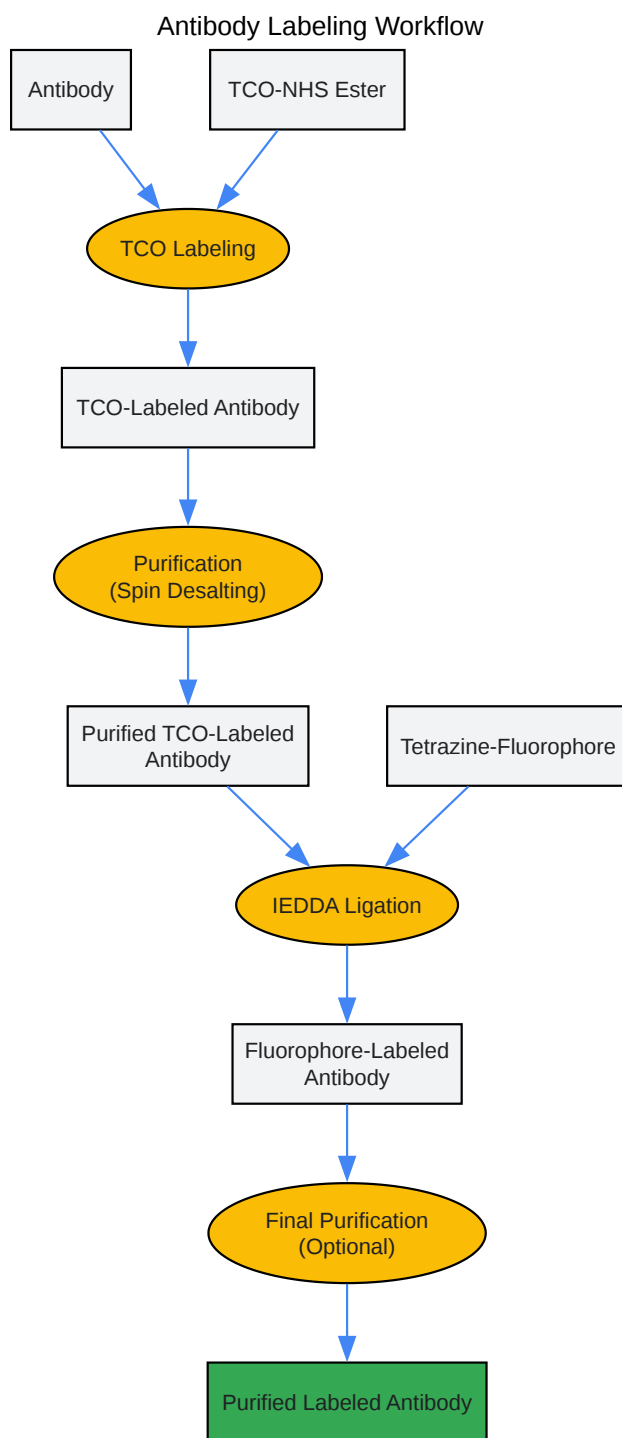 Antibody Labeling Workflow
Antibody
TCO-NHS Ester
TCO Labeling
TCO-Labeled Antibody
Purification
(Spin Desalting)
Purified TCO-Labeled
Antibody
Tetrazine-Fluorophore
IEDDA Ligation
Fluorophore-Labeled
Antibody
Final Purification
(Optional)
Purified Labeled Antibody